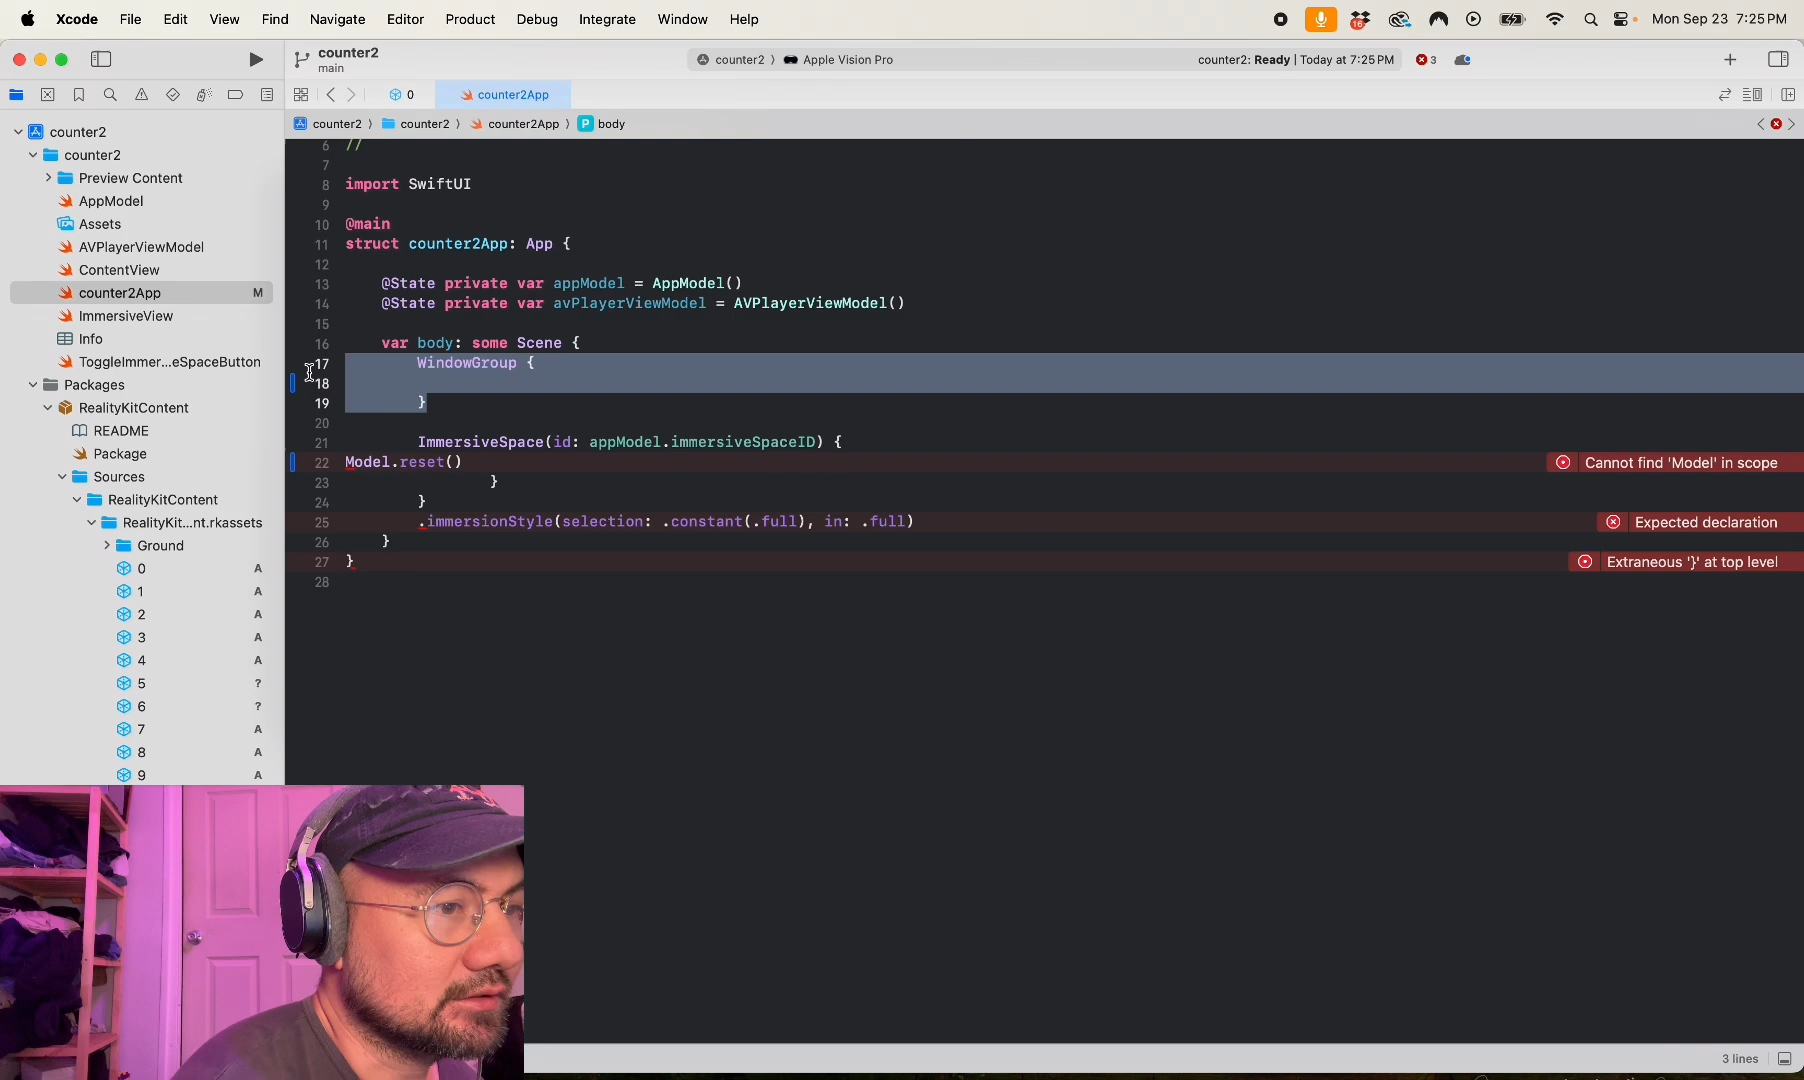 Xcode File Edit View Find Navigate Editor Product Debug Integrate Window Help
16
Mon Sep 23 7:25 PM
counter2
main
counter2 Apple Vision Pro
counter2: Ready | Today at 7:25 PM
3
0
counter2App
counter2 counter2 counter2App P body
counter2
counter2
Preview Content
AppModel
Assets
AVPlayerViewModel
ContentView
counter2App M
ImmersiveView
Info
ToggleImmer...eSpaceButton
Packages
RealityKitContent
README
Package
Sources
RealityKitContent
RealityKit...nt.rkassets
Ground
0 A
1 A
2 A
3 A
4 A
5 ?
6 ?
7 A
8 A
9 A
6 //
7
8 import SwiftUI
9
10 @main
11 struct counter2App: App {
12
13 @State private var appModel = AppModel()
14 @State private var avPlayerViewModel = AVPlayerViewModel()
15
16 var body: some Scene {
17 WindowGroup {
18
19 }
20
21 ImmersiveSpace(id: appModel.immersiveSpaceID) {
22 Model.reset() Cannot find 'Model' in scope
23 }
24 }
25 .immersionStyle(selection: .constant(.full), in: .full) Expected declaration
26 }
27 } Extraneous '}' at top level
28
3 lines